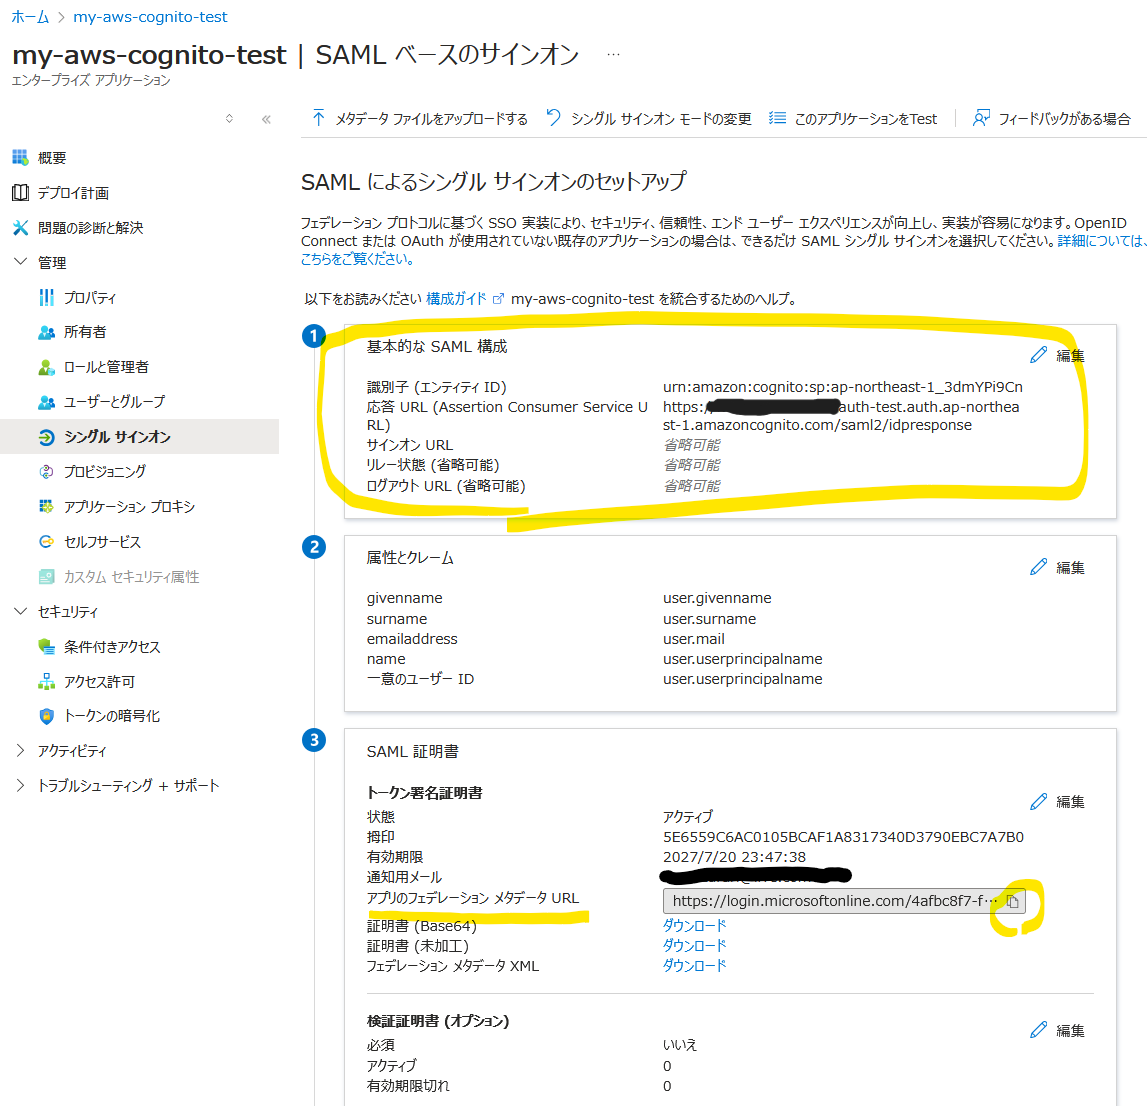 ホーム > my-aws-cognito-test
my-aws-cognito-test | SAML ベースのサインオン ...
エンタープライズ アプリケーション
メタデータ ファイルをアップロードする シングル サインオン モードの変更 このアプリケーションをTest フィードバックがある場合
概要
デプロイ計画
問題の診断と解決
管理
プロパティ
所有者
ロールと管理者
ユーザーとグループ
シングル サインオン
プロビジョニング
アプリケーション プロキシ
セルフサービス
カスタム セキュリティ属性
セキュリティ
条件付きアクセス
アクセス許可
トークンの暗号化
アクティビティ
トラブルシューティング + サポート
SAML によるシングル サインオンのセットアップ
フェデレーション プロトコルに基づく SSO 実装により、セキュリティ、信頼性、エンド ユーザー エクスペリエンスが向上し、実装が容易になります。OpenID
Connect または OAuth が使用されていない既存のアプリケーションの場合は、できるだけ SAML シングル サインオンを選択してください。詳細については、
こちらをご覧ください。
以下をお読みください 構成ガイド my-aws-cognito-test を統合するためのヘルプ。
1
基本的な SAML 構成
編集
識別子 (エンティティ ID) urn:amazon:cognito:sp:ap-northeast-1_3dmYPi9Cn
応答 URL (Assertion Consumer Service U https:/ auth-test.auth.ap-northea
RL) st-1.amazoncognito.com/saml2/idpresponse
サインオン URL 省略可能
リレー状態 (省略可能) 省略可能
ログアウト URL (省略可能) 省略可能
2
属性とクレーム
編集
givenname user.givenname
surname user.surname
emailaddress user.mail
name user.userprincipalname
一意のユーザー ID user.userprincipalname
3
SAML 証明書
トークン署名証明書
編集
状態 アクティブ
拇印 5E6559C6AC0105BCAF1A8317340D3790EBC7A7B0
有効期限 2027/7/20 23:47:38
通知用メール
アプリのフェデレーション メタデータ URL https://login.microsoftonline.com/4afbc8f7-f…
証明書 (Base64) ダウンロード
証明書 (未加工) ダウンロード
フェデレーション メタデータ XML ダウンロード
検証証明書 (オプション)
編集
必須 いいえ
アクティブ 0
有効期限切れ 0